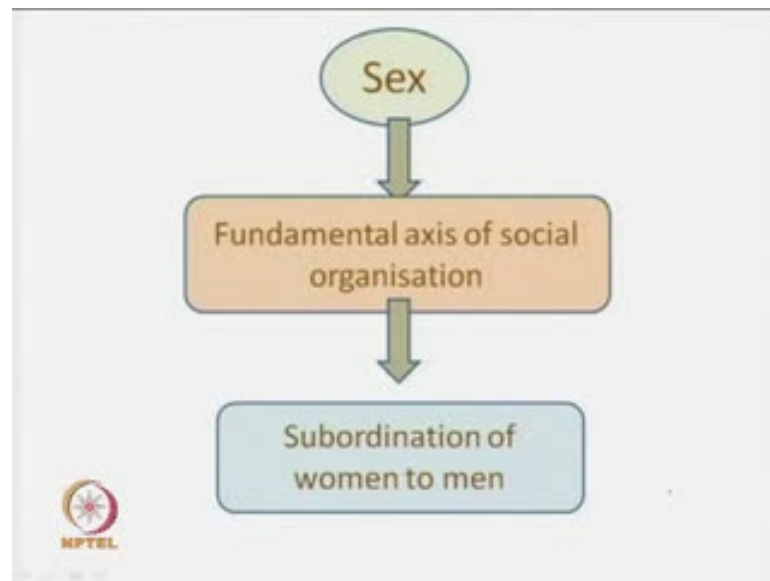 Sex
Fundamental axis of social
organisation
Subordination of
women to men
NPTEL